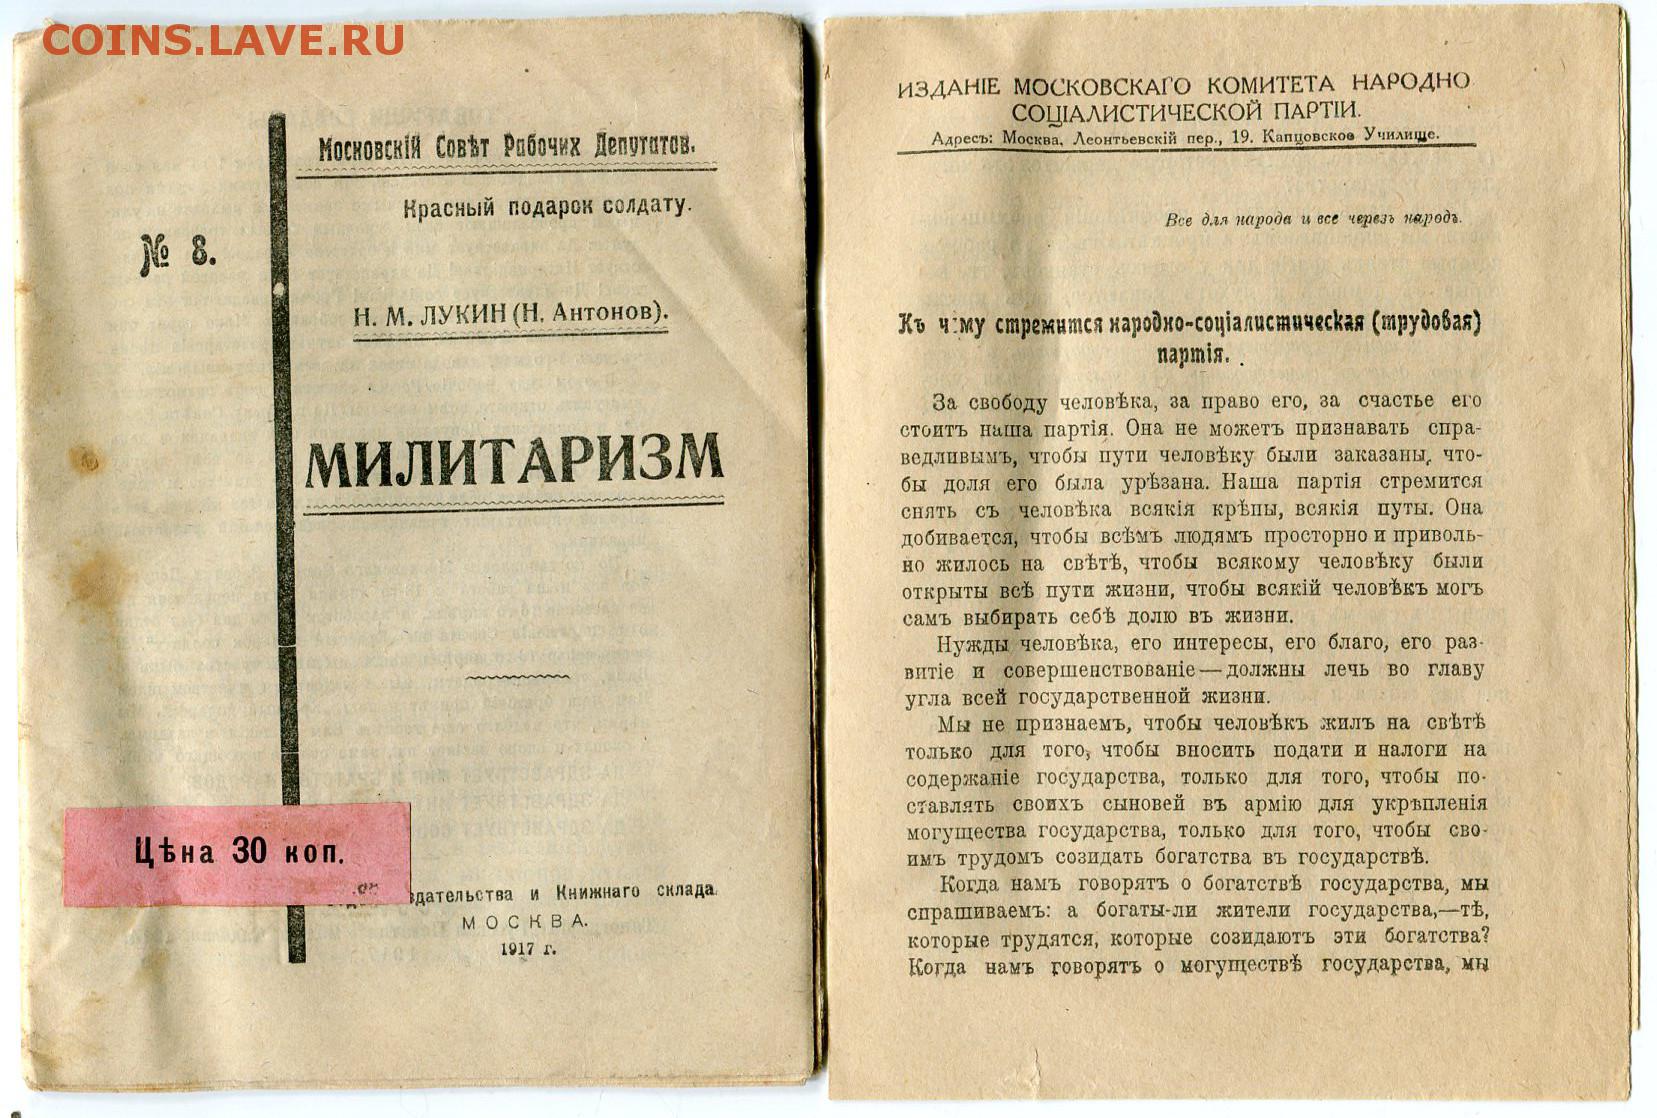 COINS.LAVE.RU
Московскій Совѣт Рабочих Депутатов.
Красный подарок солдату.
№ 8.
Н. М. ЛУКИН (Н. Антонов).
МИЛИТАРИЗМ
Цѣна 30 коп.
и Книжнаго склада
МОСКВА.
1917 г.
ИЗДАНІЕ МОСКОВСКАГО КОМИТЕТА НАРОДНО
СОЦІАЛИСТИЧЕСКОЙ ПАРТІИ.
Адресъ: Москва, Леонтьевскій пер., 19. Капцовское Училище.
Все для народа и все черезъ народъ.
Къ чему стремится народно-соціалистическая (трудовая)
партія.
За свободу человѣка, за право его, за счастье его
стоитъ наша партія. Она не можетъ признавать спра-
ведливымъ, чтобы пути человѣку были заказаны, что-
бы доля его была урѣзана. Наша партія стремится
снять съ человѣка всякія крѣпы, всякія путы. Она
добивается, чтобы всѣмъ людямъ просторно и приволь-
но жилось на свѣтѣ, чтобы всякому человѣку были
открыты всѣ пути жизни, чтобы всякій человѣкъ могъ
самъ выбирать себѣ долю въ жизни.
Нужды человѣка, его интересы, его благо, его раз-
витіе и совершенствованіе — должны лечь во главу
угла всей государственной жизни.
Мы не признаемъ, чтобы человѣкъ жилъ на свѣтѣ
только для того, чтобы вносить подати и налоги на
содержаніе государства, только для того, чтобы по-
ставлять своихъ сыновей въ армію для укрѣпленія
могущества государства, только для того, чтобы сво-
имъ трудомъ созидать богатства въ государствѣ.
Когда намъ говорятъ о богатствѣ государства, мы
спрашиваемъ: а богаты-ли жители государства,—тѣ,
которые трудятся, которые созидаютъ эти богатства?
Когда намъ говорятъ о могуществѣ государства, мы